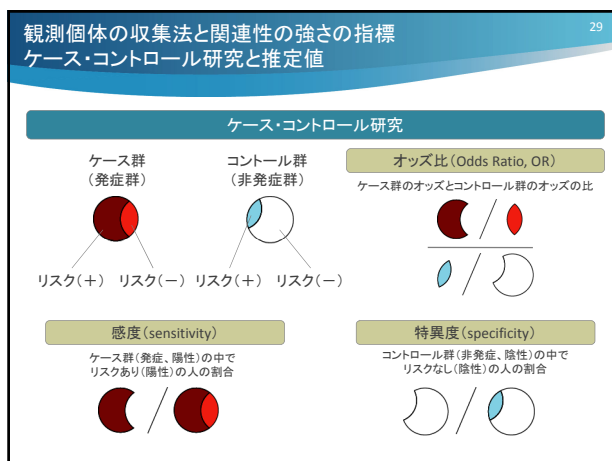 観測個体の収集法と関連性の強さの指標
ケース・コントロール研究と推定値
29
ケース・コントロール研究
ケース群
(発症群)
コントール群
(非発症群)
リスク(+)
リスク(-)
リスク(+)
リスク(-)
オッズ比(Odds Ratio, OR)
ケース群のオッズとコントロール群のオッズの比
感度(sensitivity)
ケース群(発症、陽性)の中で
リスクあり(陽性)の人の割合
特異度(specificity)
コントロール群(非発症、陰性)の中で
リスクなし(陰性)の人の割合